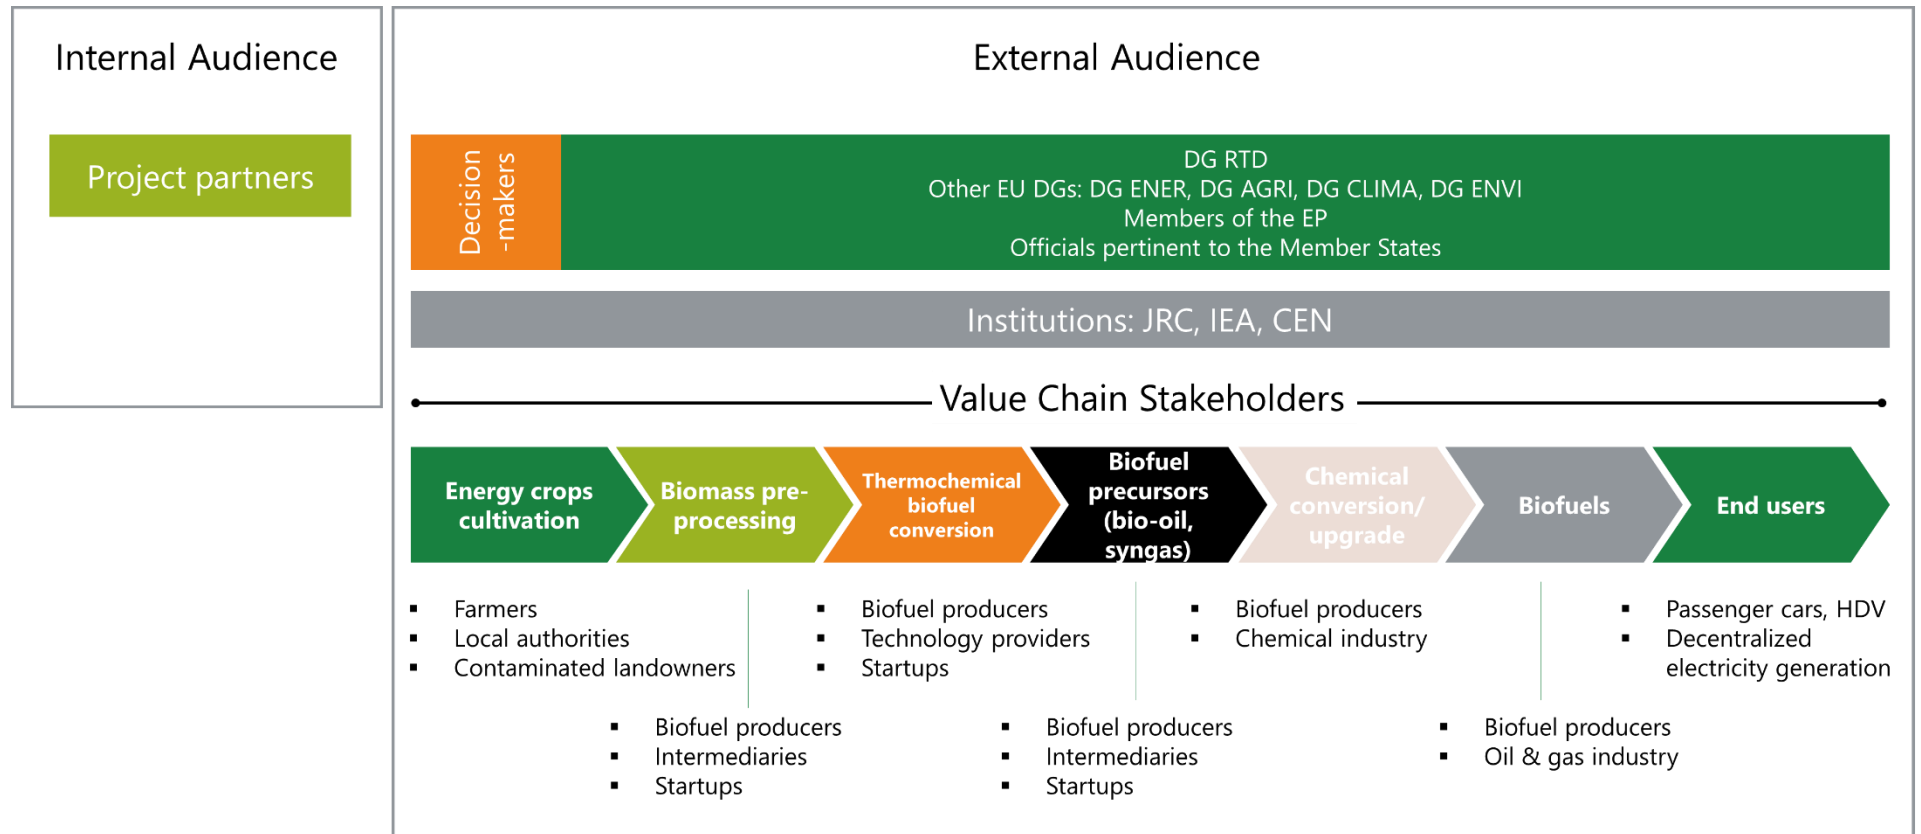 Internal Audience
Project partners
External Audience
Decision
-makers
DG RTD
Other EU DGs: DG ENER, DG AGRI, DG CLIMA, DG ENVI
Members of the EP
Officials pertinent to the Member States
Institutions: JRC, IEA, CEN
Value Chain Stakeholders
Energy crops
cultivation
Biomass pre-
processing
Thermochemical
biofuel
conversion
Biofuel
precursors
(bio-oil,
syngas)
Chemical
conversion/
upgrade
Biofuels
End users
▪ Farmers
▪ Local authorities
▪ Contaminated landowners
▪ Biofuel producers
▪ Intermediaries
▪ Startups
▪ Biofuel producers
▪ Technology providers
▪ Startups
▪ Biofuel producers
▪ Intermediaries
▪ Startups
▪ Biofuel producers
▪ Chemical industry
▪ Biofuel producers
▪ Oil & gas industry
▪ Passenger cars, HDV
▪ Decentralized
electricity generation